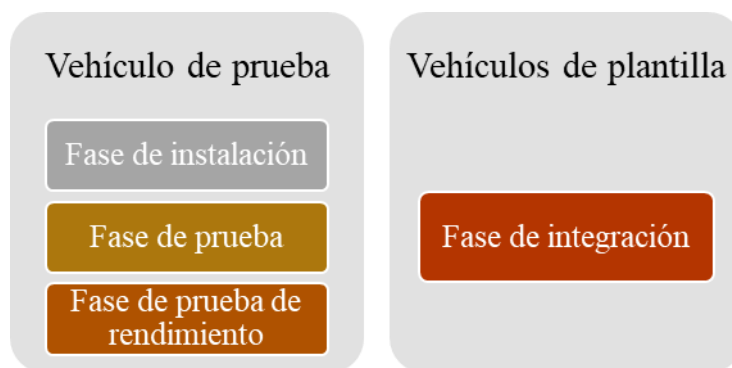 Vehículo de prueba
Fase de instalación
Fase de prueba
Fase de prueba de
rendimiento
Vehículos de plantilla
Fase de integración